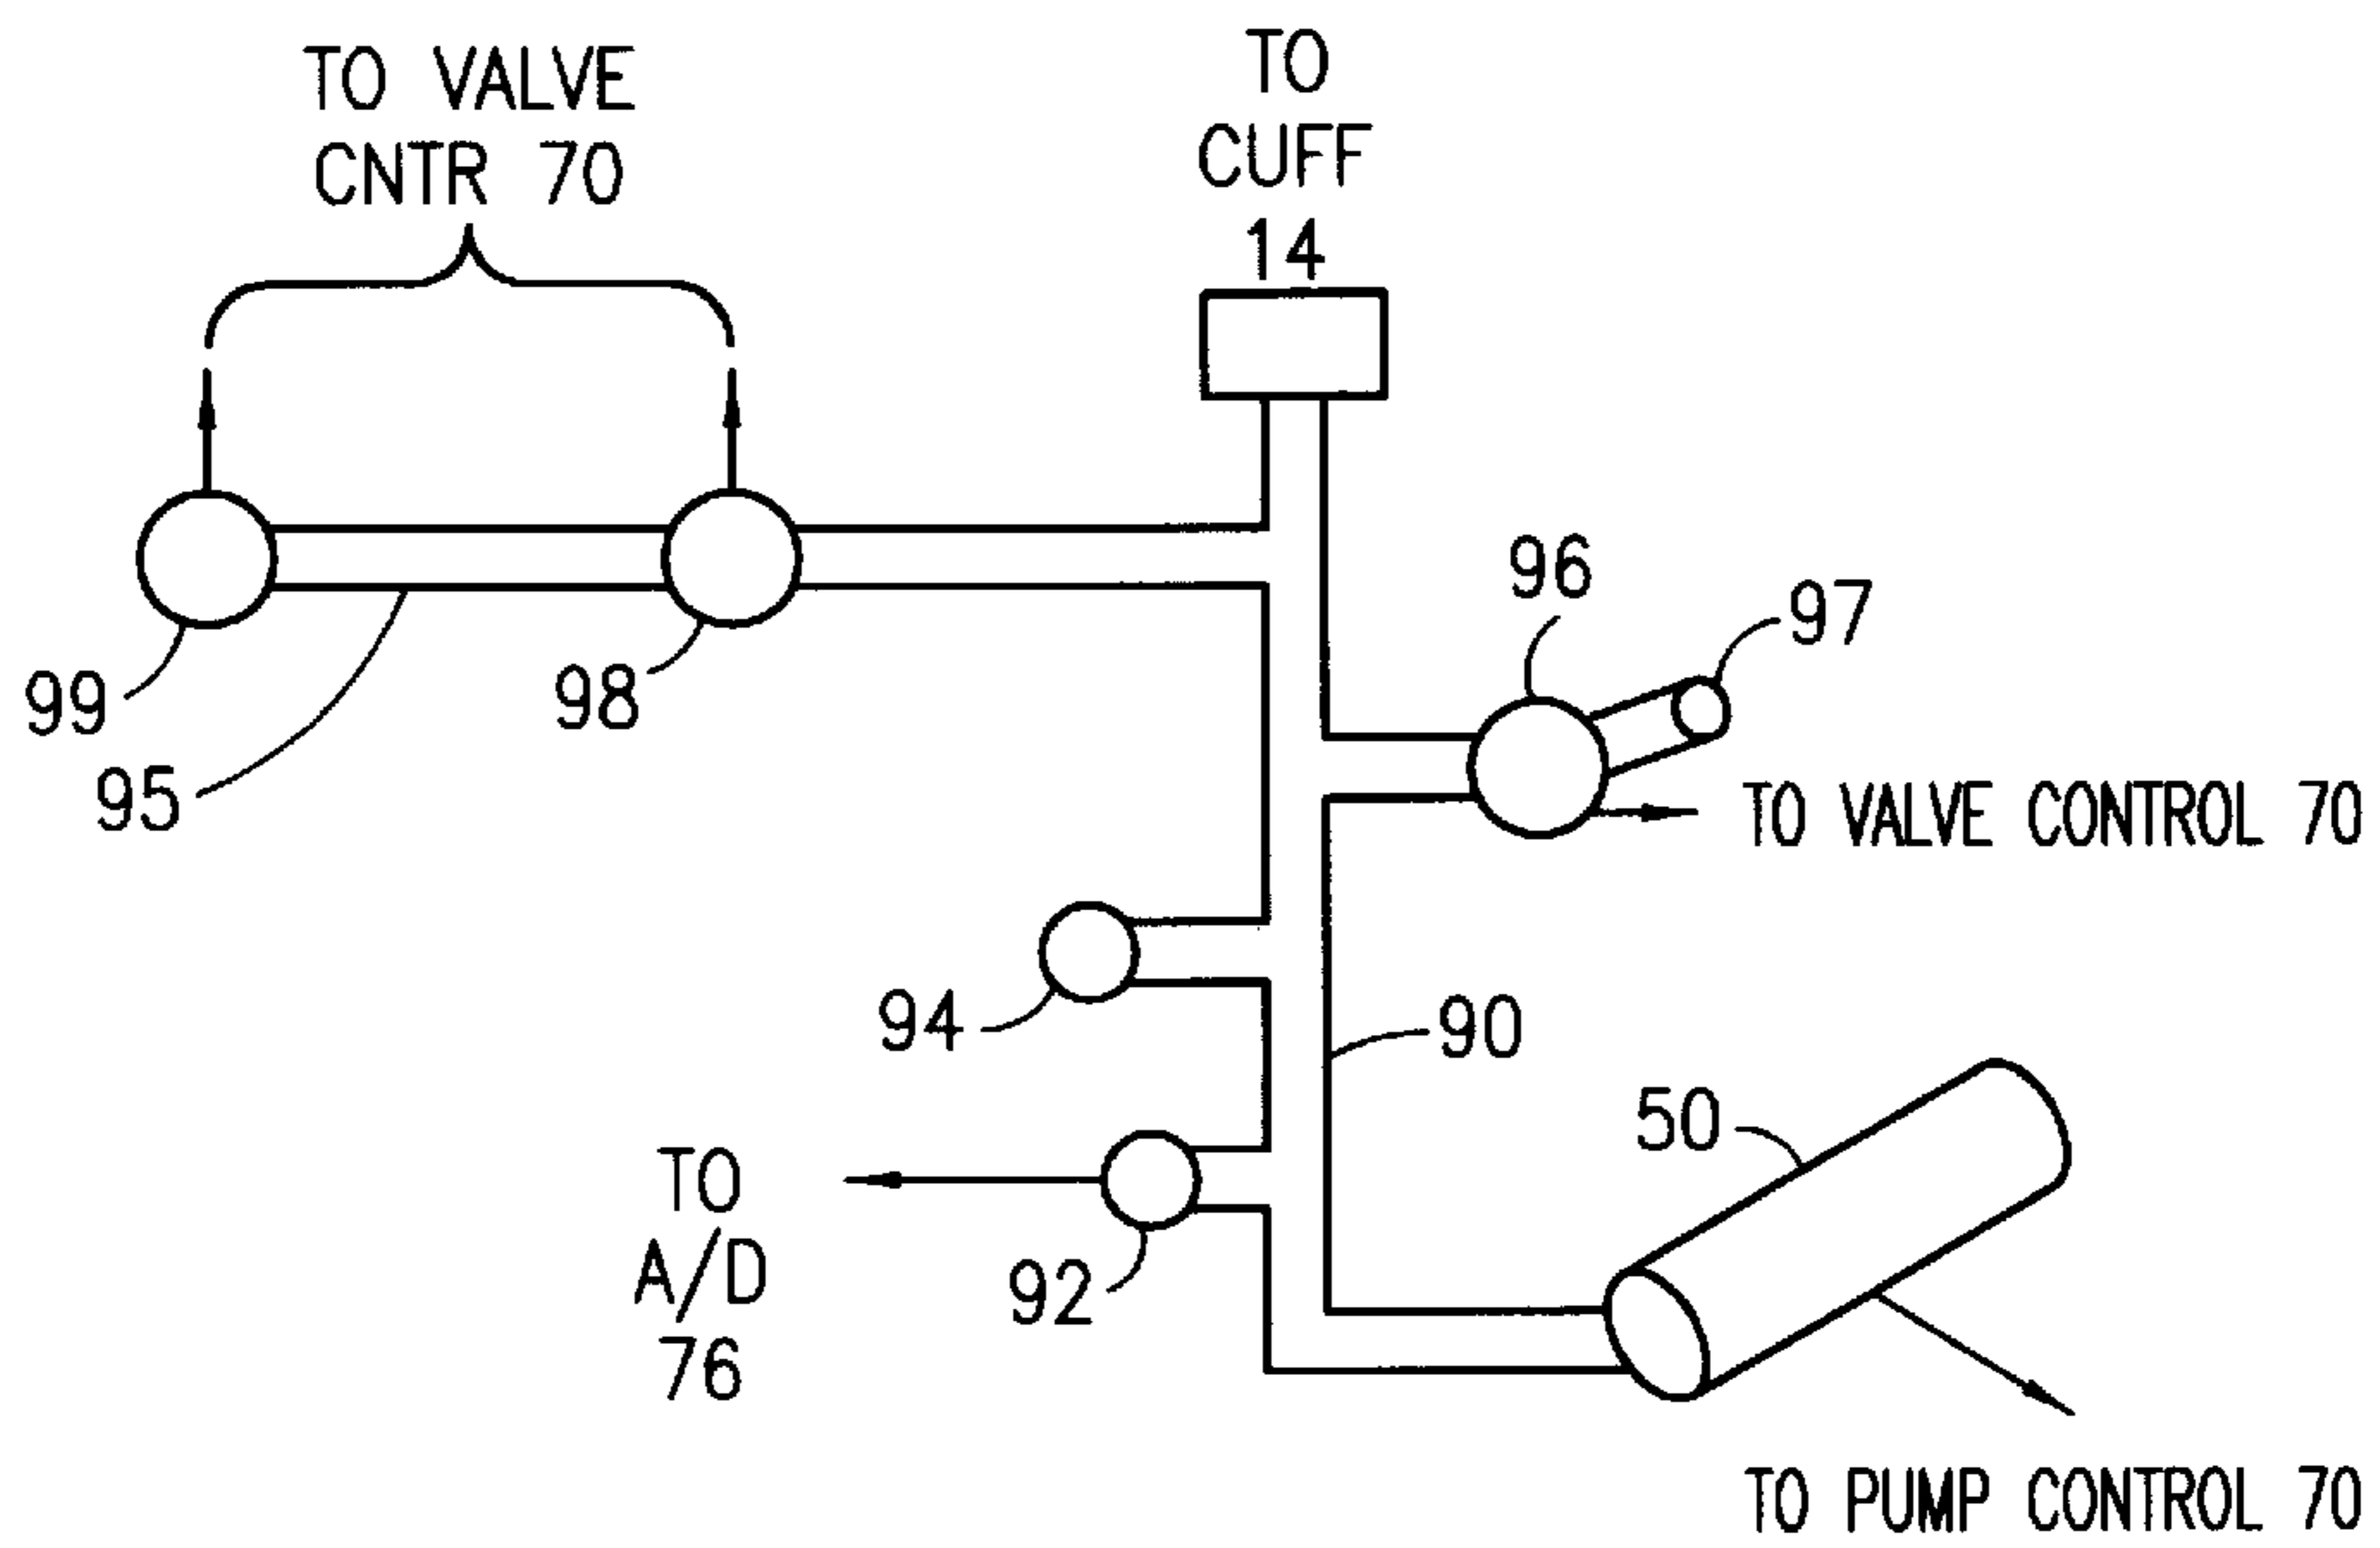 TO VALVE
CNTR 70
TO
CUFF
14
96
97
99
98
95
TO VALVE CONTROL 70
94
90
50
TO
A/D
76
92
TO PUMP CONTROL 70